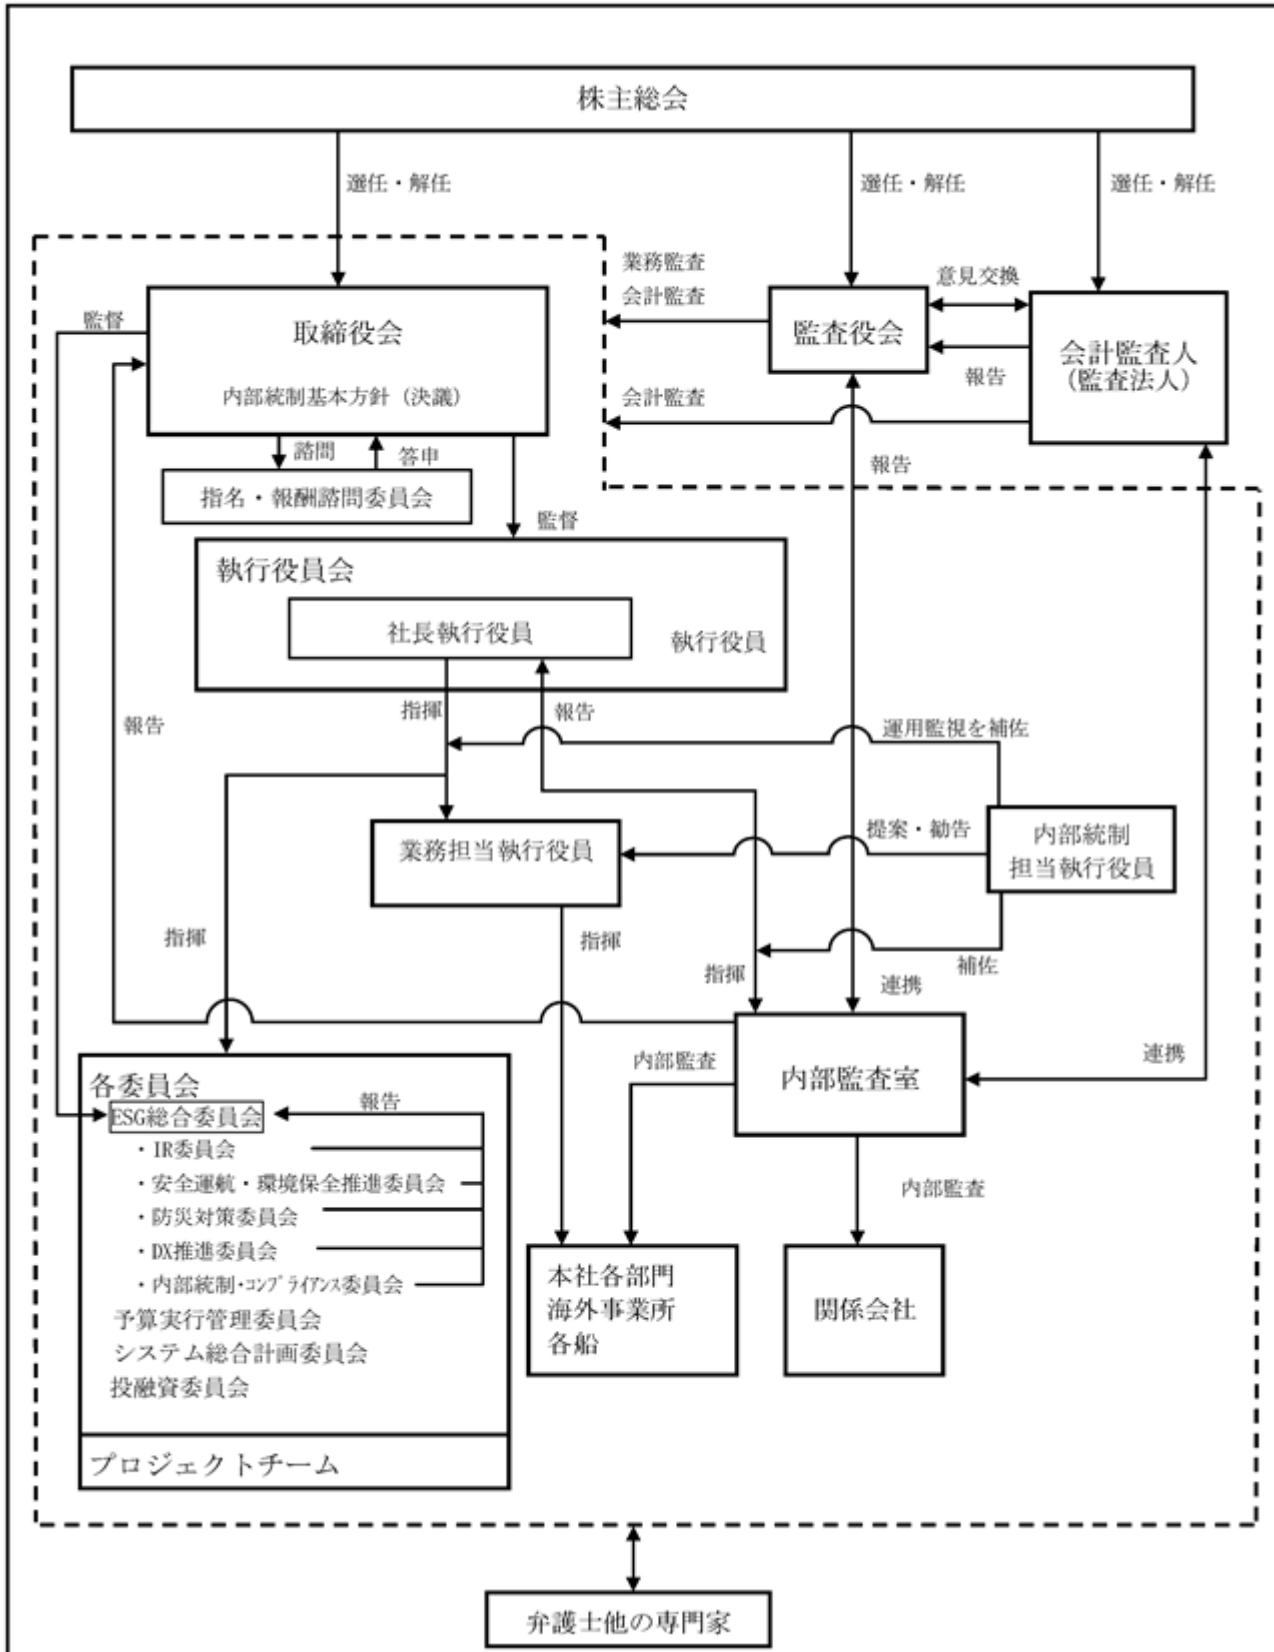 株主総会
選任・解任
選任・解任
選任・解任
業務監査
会計監査
意見交換
監督
取締役会
監査役会
会計監査人
(監査法人)
報告
内部統制基本方針(決議)
会計監査
諮問
答申
報告
指名・報酬諮問委員会
監督
執行役員会
社長執行役員
執行役員
指揮
報告
報告
運用監視を補佐
提案・勧告
内部統制
担当執行役員
業務担当執行役員
指揮
指揮
補佐
指揮
連携
内部監査
内部監査室
連携
各委員会
報告
ESG総合委員会
・IR委員会
・安全運航・環境保全推進委員会
・防災対策委員会
・DX推進委員会
・内部統制・コンプライアンス委員会
予算実行管理委員会
システム総合計画委員会
投融資委員会
プロジェクトチーム
内部監査
本社各部門
海外事業所
各船
関係会社
弁護士他の専門家